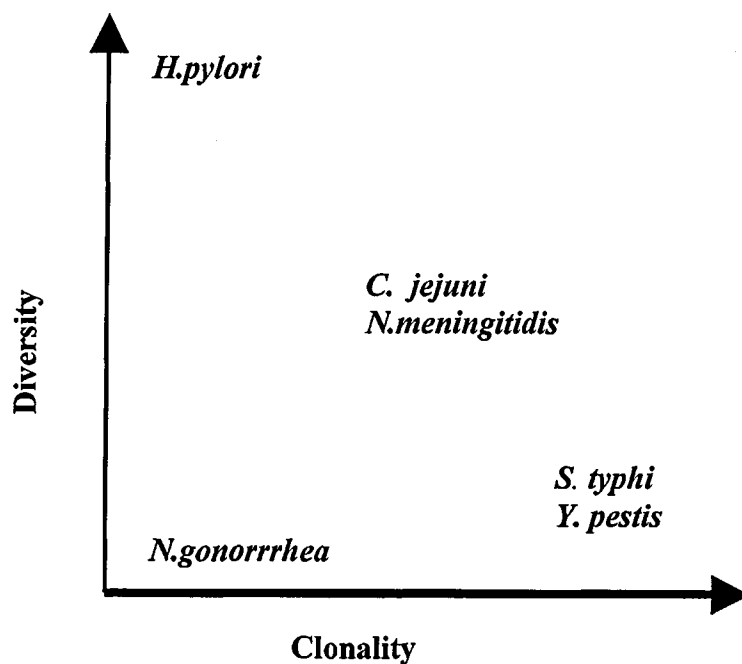 H.pylori
C. jejuni
N.meningitidis
Diversity
S. typhi
Y. pestis
N.gonorrrhea
Clonality